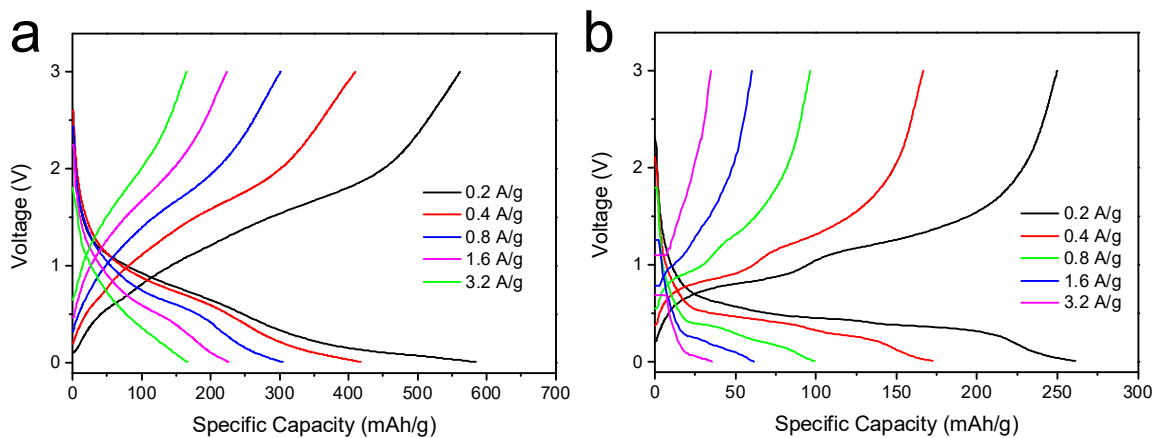 a
3
2
1
0
Voltage (V)
0 100 200 300 400 500 600 700
Specific Capacity (mAh/g)
0.2 A/g
0.4 A/g
0.8 A/g
1.6 A/g
3.2 A/g
b
3
2
1
0
Voltage (V)
0 50 100 150 200 250 300
Specific Capacity (mAh/g)
0.2 A/g
0.4 A/g
0.8 A/g
1.6 A/g
3.2 A/g